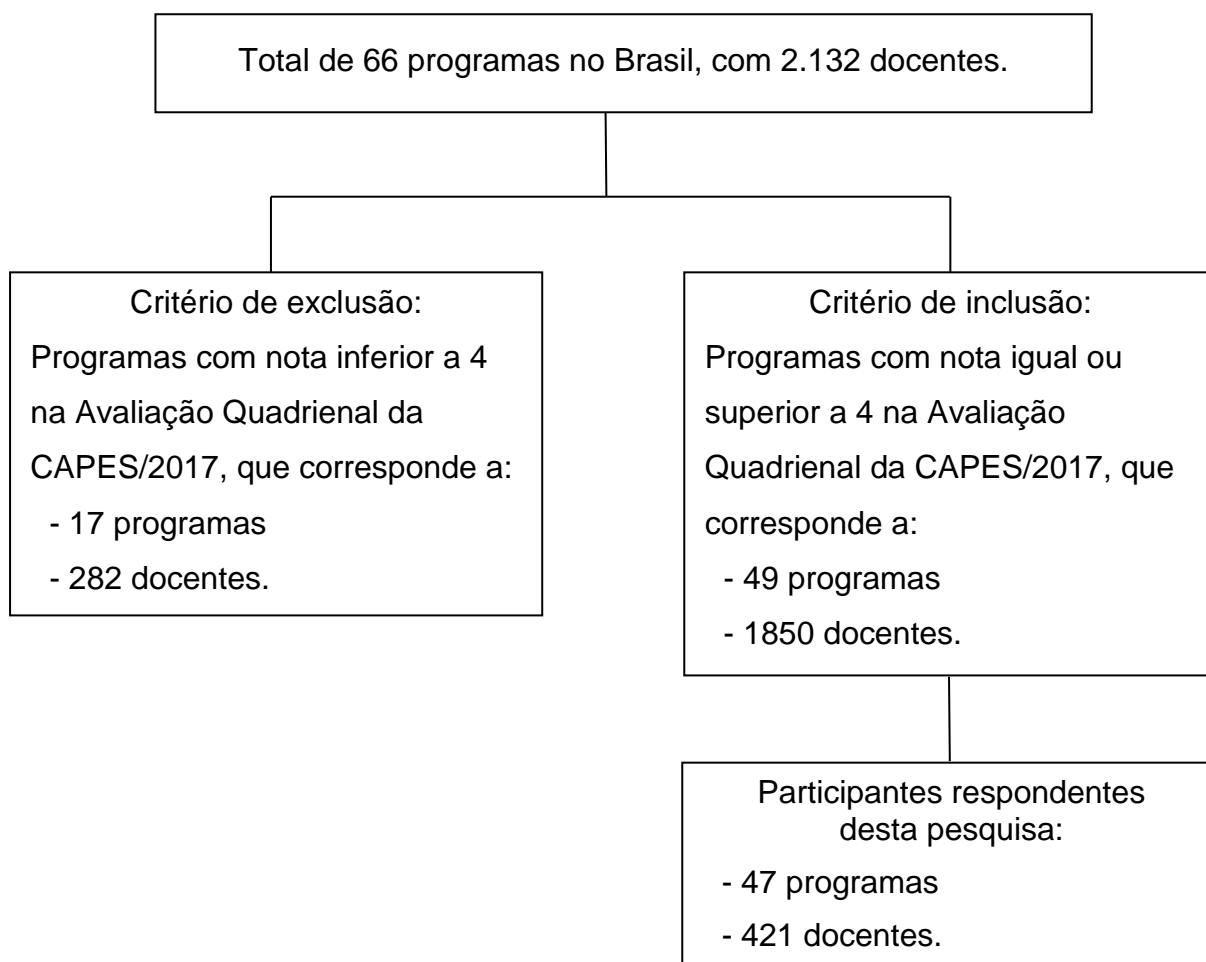 Total de 66 programas no Brasil, com 2.132 docentes.
Critério de exclusão:
Programas com nota inferior a 4
na Avaliação Quadrienal da
CAPES/2017, que corresponde a:
- 17 programas
- 282 docentes.
Critério de inclusão:
Programas com nota igual ou
superior a 4 na Avaliação
Quadrienal da CAPES/2017, que
corresponde a:
- 49 programas
- 1850 docentes.
Participantes respondentes
desta pesquisa:
- 47 programas
- 421 docentes.